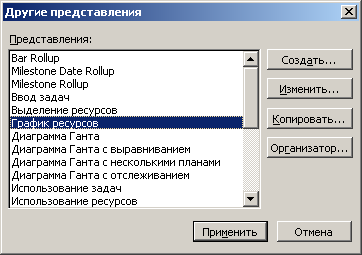 Другие представления
Представления:
Bar Rollup
Milestone Date Rollup
Milestone Rollup
Ввод задач
Выделение ресурсов
График ресурсов
Диаграмма Ганта
Диаграмма Ганта с выравниванием
Диаграмма Ганта с несколькими планами
Диаграмма Ганта с отслеживанием
Использование задач
Использование ресурсов
Создать...
Изменить...
Копировать...
Организатор...
Применить
Отмена